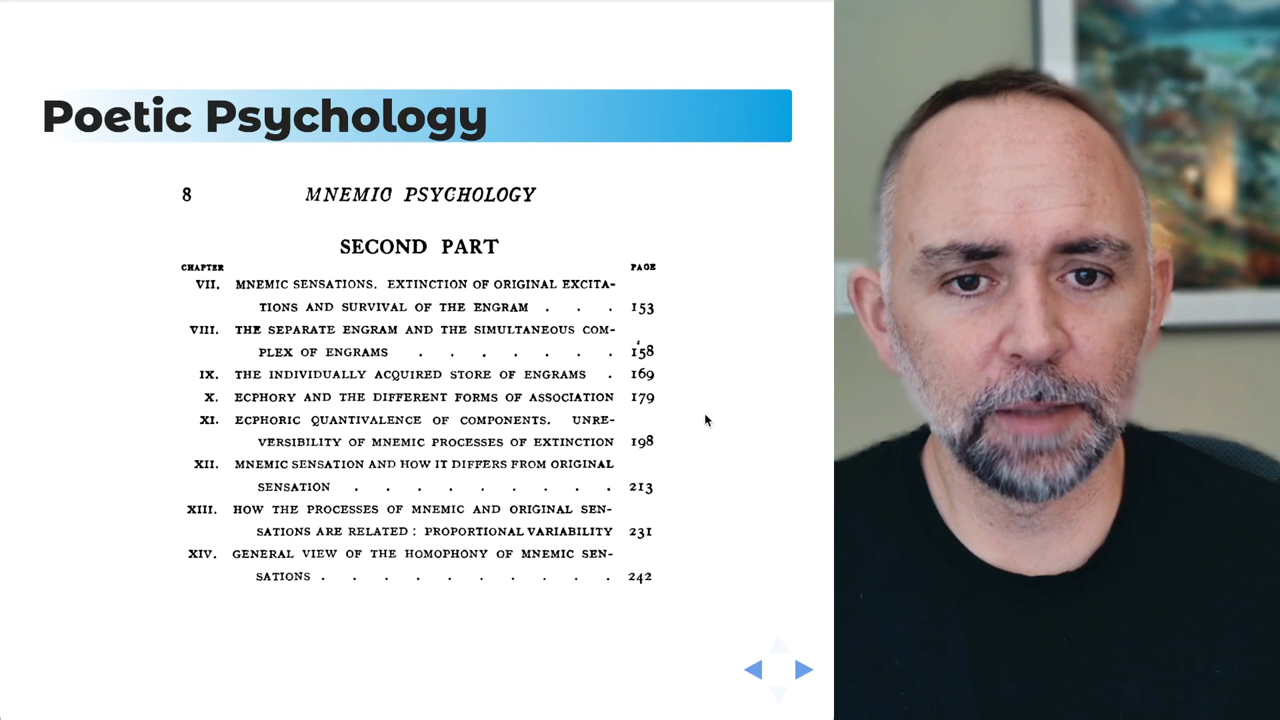 Poetic Psychology
8 MNEMIC PSYCHOLOGY
SECOND PART
CHAPTER PAGE
VII. MNEMIC SENSATIONS. EXTINCTION OF ORIGINAL EXCITA-
TIONS AND SURVIVAL OF THE ENGRAM . . . 153
VIII. THE SEPARATE ENGRAM AND THE SIMULTANEOUS COM-
PLEX OF ENGRAMS . . . . . . . 158
IX. THE INDIVIDUALLY ACQUIRED STORE OF ENGRAMS . 169
X. ECPHORY AND THE DIFFERENT FORMS OF ASSOCIATION 179
XI. ECPHORIC QUANTIVALENCE OF COMPONENTS. UNRE-
VERSIBILITY OF MNEMIC PROCESSES OF EXTINCTION 198
XII. MNEMIC SENSATION AND HOW IT DIFFERS FROM ORIGINAL
SENSATION . . . . . . . . . 213
XIII. HOW THE PROCESSES OF MNEMIC AND ORIGINAL SEN-
SATIONS ARE RELATED: PROPORTIONAL VARIABILITY 231
XIV. GENERAL VIEW OF THE HOMOPHONY OF MNEMIC SEN-
SATIONS . . . . . . . . . . 242